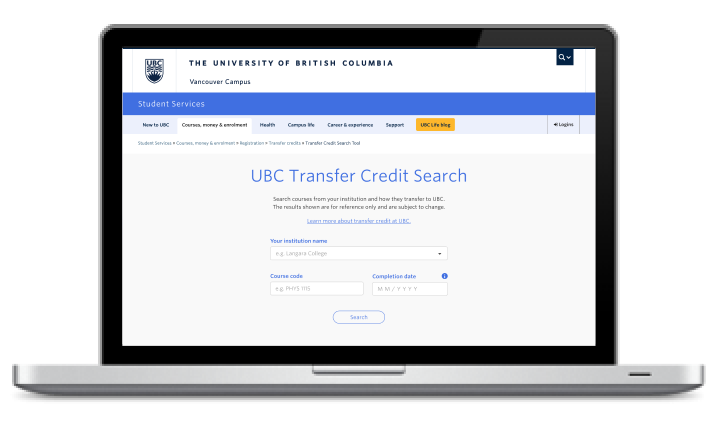 UBC
THE UNIVERSITY OF BRITISH COLUMBIA
Vancouver Campus
Student Services
New to UBC Courses, money & enrolment Health Campus life Career & experience Support UBC Life blog Logins
Student Services » Courses, money & enrolment » Registration » Transfer credits » Transfer Credit Search Tool
UBC Transfer Credit Search
Search courses from your institution and how they transfer to UBC.
The results shown are for reference only and are subject to change.
Learn more about transfer credit at UBC.
Your institution name
e.g. Langara College
Course code Completion date
e.g. PHYS 1115 MM/YYYY
Search